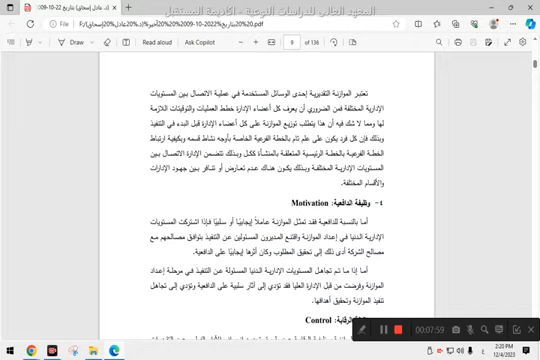 المعهد العالي للدراسات النوعية - أكاديمية المستقبل
File
20%تاريخ%20.pdf
Draw
Read aloud
Ask Copilot
9
of 136
تعتبر الموازنة التقديرية إحدى الوسائل المستخدمة في عملية الاتصال بين المستويات
الإدارية المختلفة فمن الضروري أن يعرف كل أعضاء الإدارة خطط العمليات والتوقيتات اللازمة
لها ومما لا شك فيه أن هذا يتطلب توزيع الموازنة على كل أعضاء الإدارة قبل البدء في التنفيذ
وبذلك فإن كل فرد يكون على علم تام بالخطة الفرعية الخاصة بأوجه نشاط قسمه وبكيفية ارتباط
الخطة الفرعية بالخطة الرئيسية المتعلقة بالمنشأة ككل وبذلك تتضمن الإدارة الاتصال بين
المستويات الإدارية المختلفة وبذلك يكون هناك عدم تعارض أو تنافر بين جهود الإدارات
والأقسام المختلفة.
٤- وظيفة الدافعية: Motivation
أما بالنسبة للدافعية فقد تمثل الموازنة عاملاً إيجابياً أو سلبياً فإذا اشتركت المستويات
الإدارية الدنيا في إعداد الموازنة واقتنع المديرون المسئولين عن التنفيذ بتوافق مصالحهم مع
مصالح الشركة أدى ذلك إلى تحقيق المطلوب وكان أثرها إيجابيا على الدافعية.
أما إذا ما تم تجاهل المستويات الإدارية الدنيا المسئولة عن التنفيذ في مرحلة إعداد
الموازنة وفرضت من قبل الإدارة العليا فقد تؤدي إلى آثار سلبية على الدافعية وتؤدي إلى تجاهل
تنفيذ الموازنة وتحقيق أهدافها.
الرقابة: Control
00:07:59
2:20 PM
12/4/2023